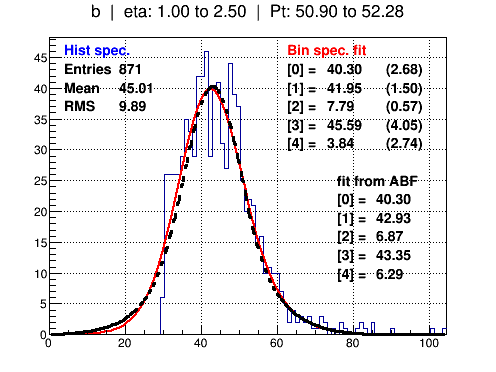 b | eta: 1.00 to 2.50 | Pt: 50.90 to 52.28
Hist spec.
Entries 871
Mean 45.01
RMS 9.89
Bin spec. fit
[0] = 40.30 (2.68)
[1] = 41.95 (1.50)
[2] = 7.79 (0.57)
[3] = 45.59 (4.05)
[4] = 3.84 (2.74)
fit from ABF
[0] = 40.30
[1] = 42.93
[2] = 6.87
[3] = 43.35
[4] = 6.29
45
40
35
30
25
20
15
10
5
0
0 20 40 60 80 100